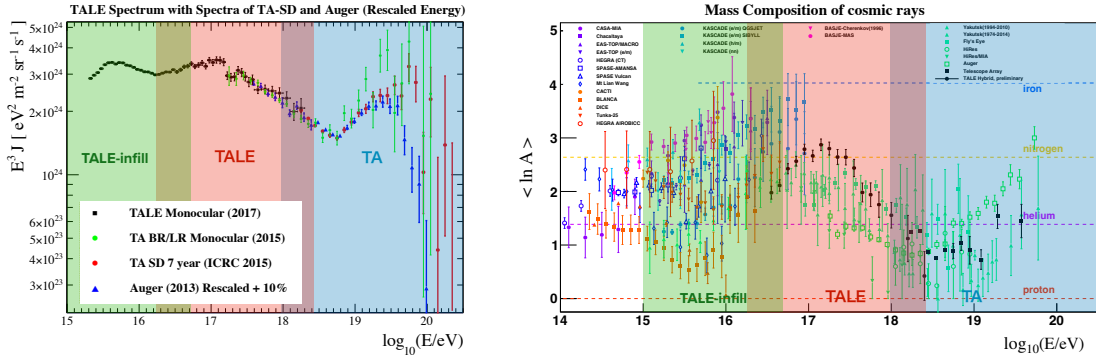 TALE Spectrum with Spectra of TA-SD and Auger (Rescaled Energy)
E³ J [ eV² m⁻² sr⁻¹ s⁻¹ ]
6×10²⁴
5×10²⁴
4×10²⁴
3×10²⁴
2×10²⁴
10²⁴
6×10²³
5×10²³
4×10²³
3×10²³
TALE-infill
TALE
TA
TALE Monocular (2017)
TA BR/LR Monocular (2015)
TA SD 7 year (ICRC 2015)
Auger (2013) Rescaled + 10%
15 16 17 18 19 20
log₁₀(E/eV)
Mass Composition of cosmic rays
< ln A >
5
4
3
2
1
0
CASA-MIA
Chacaltaya
EAS-TOP/MACRO
EAS-TOP (e/m)
HEGRA (CT)
SPASE-AMANSA
SPASE Vulcan
Mt Lian Wang
CACTI
BLANCA
DICE
Tunka-25
HEGRA AIROBICC
KASCADE (e/m) QGSJET
KASCADE (e/m) SIBYLL
KASCADE (h/m)
KASCADE (nn)
BASJE-Cherenkov(1996)
BASJE-MAS
Yakutsk(1994-2010)
Yakutsk(1974-2010)
Fly's Eye
HiRes
HiRes/MIA
Auger
Telescope Array
TALE Hybrid, preliminary
iron
nitrogen
helium
proton
TALE-infill
TALE
TA
14 15 16 17 18 19 20
log₁₀(E/eV)